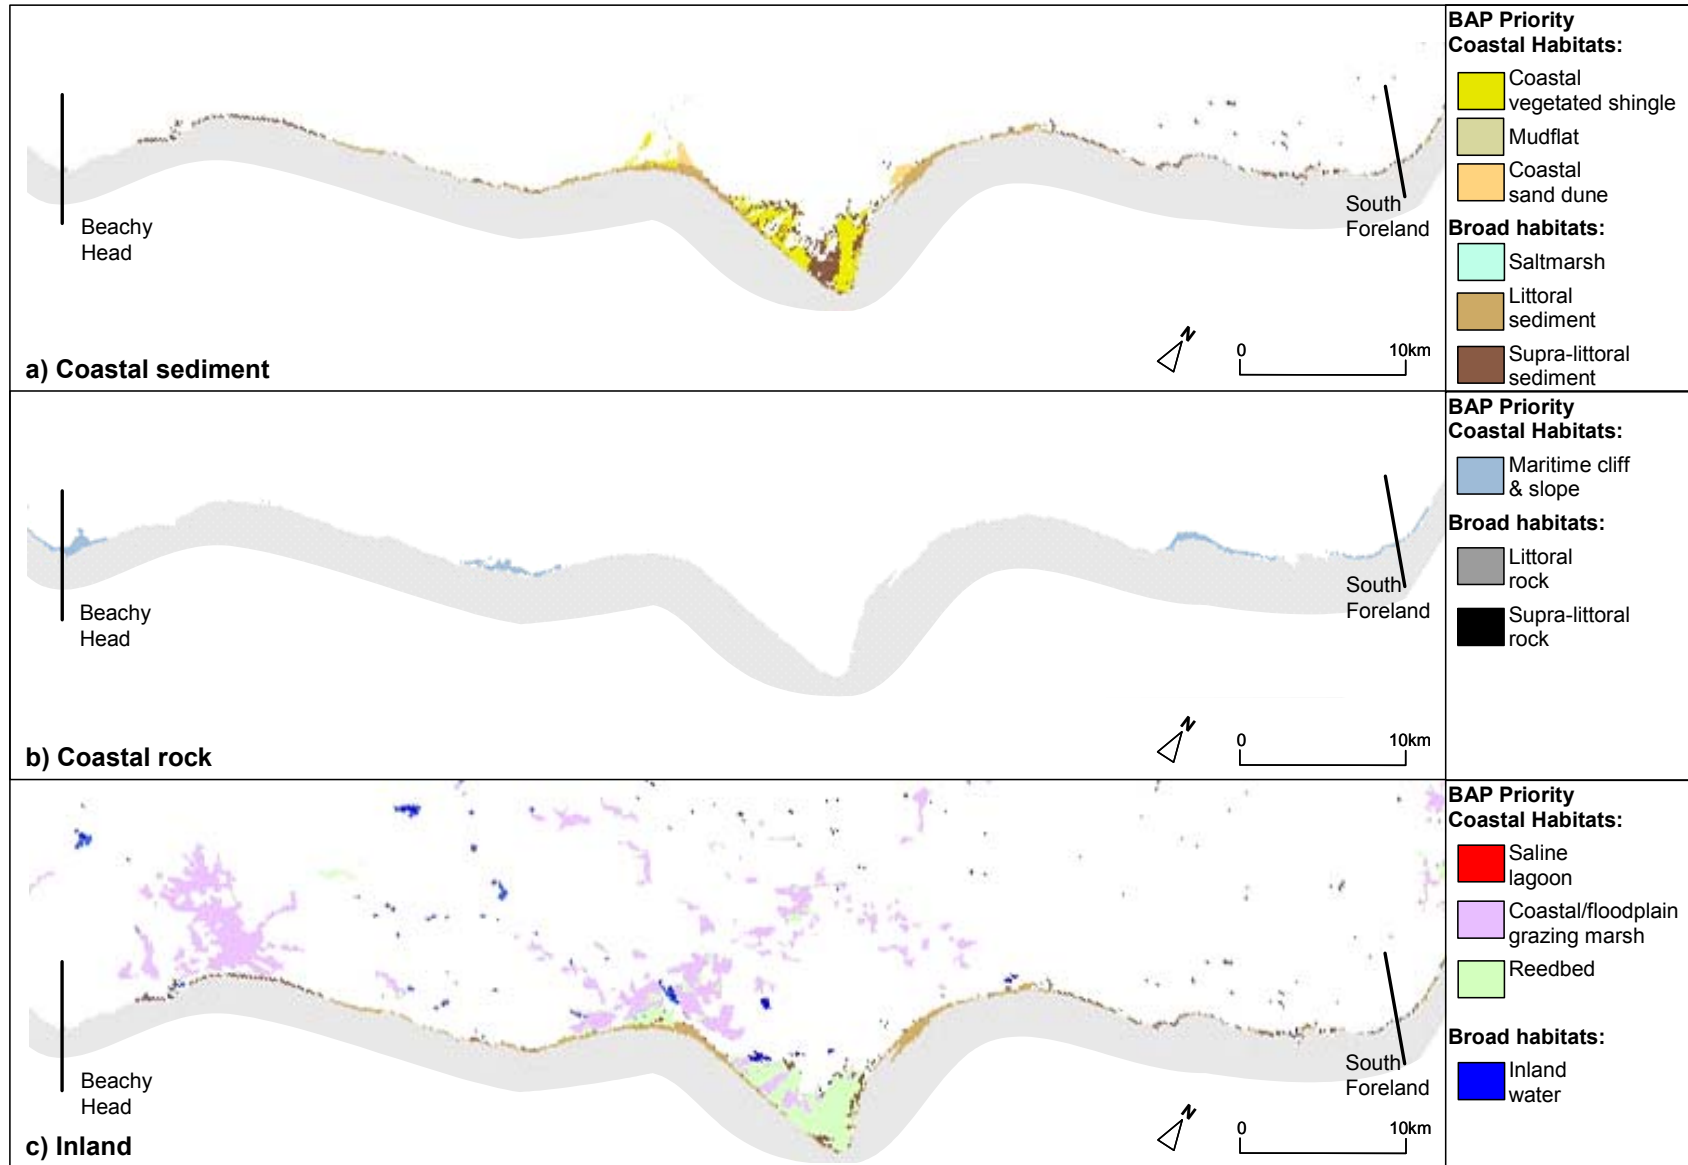 Beachy
Head
South
Foreland
N
0
10km
a) Coastal sediment
BAP Priority
Coastal Habitats:
Coastal
vegetated shingle
Mudflat
Coastal
sand dune
Broad habitats:
Saltmarsh
Littoral
sediment
Supra-littoral
sediment
Beachy
Head
South
Foreland
N
0
10km
b) Coastal rock
BAP Priority
Coastal Habitats:
Maritime cliff
& slope
Broad habitats:
Littoral
rock
Supra-littoral
rock
Beachy
Head
South
Foreland
N
0
10km
c) Inland
BAP Priority
Coastal Habitats:
Saline
lagoon
Coastal/floodplain
grazing marsh
Reedbed
Broad habitats:
Inland
water